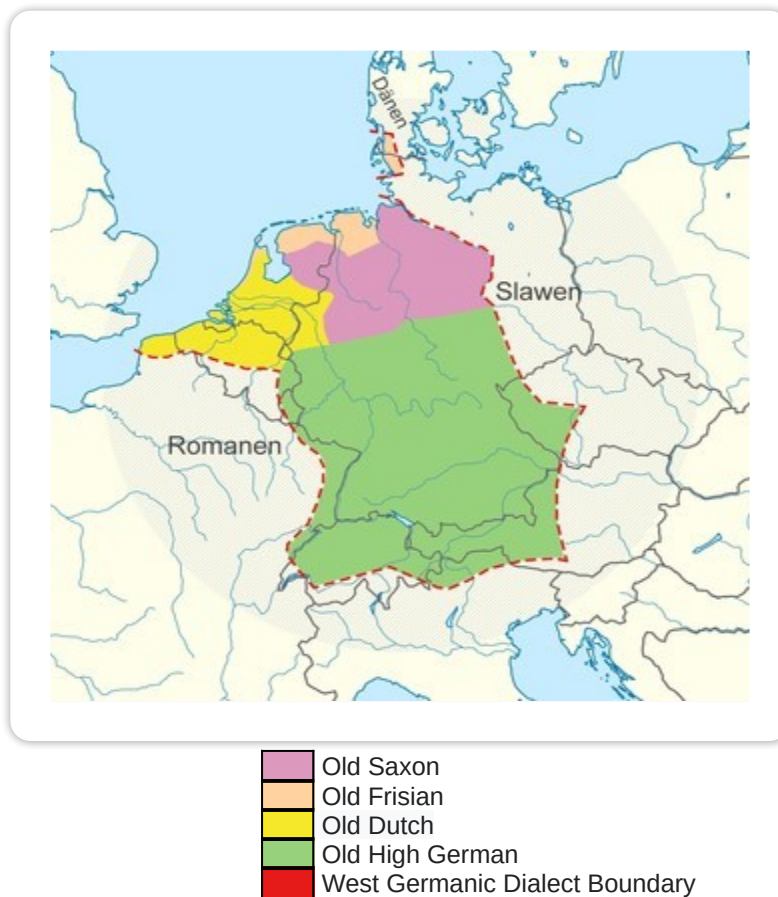 Dänen
Slawen
Romanen
Old Saxon
Old Frisian
Old Dutch
Old High German
West Germanic Dialect Boundary